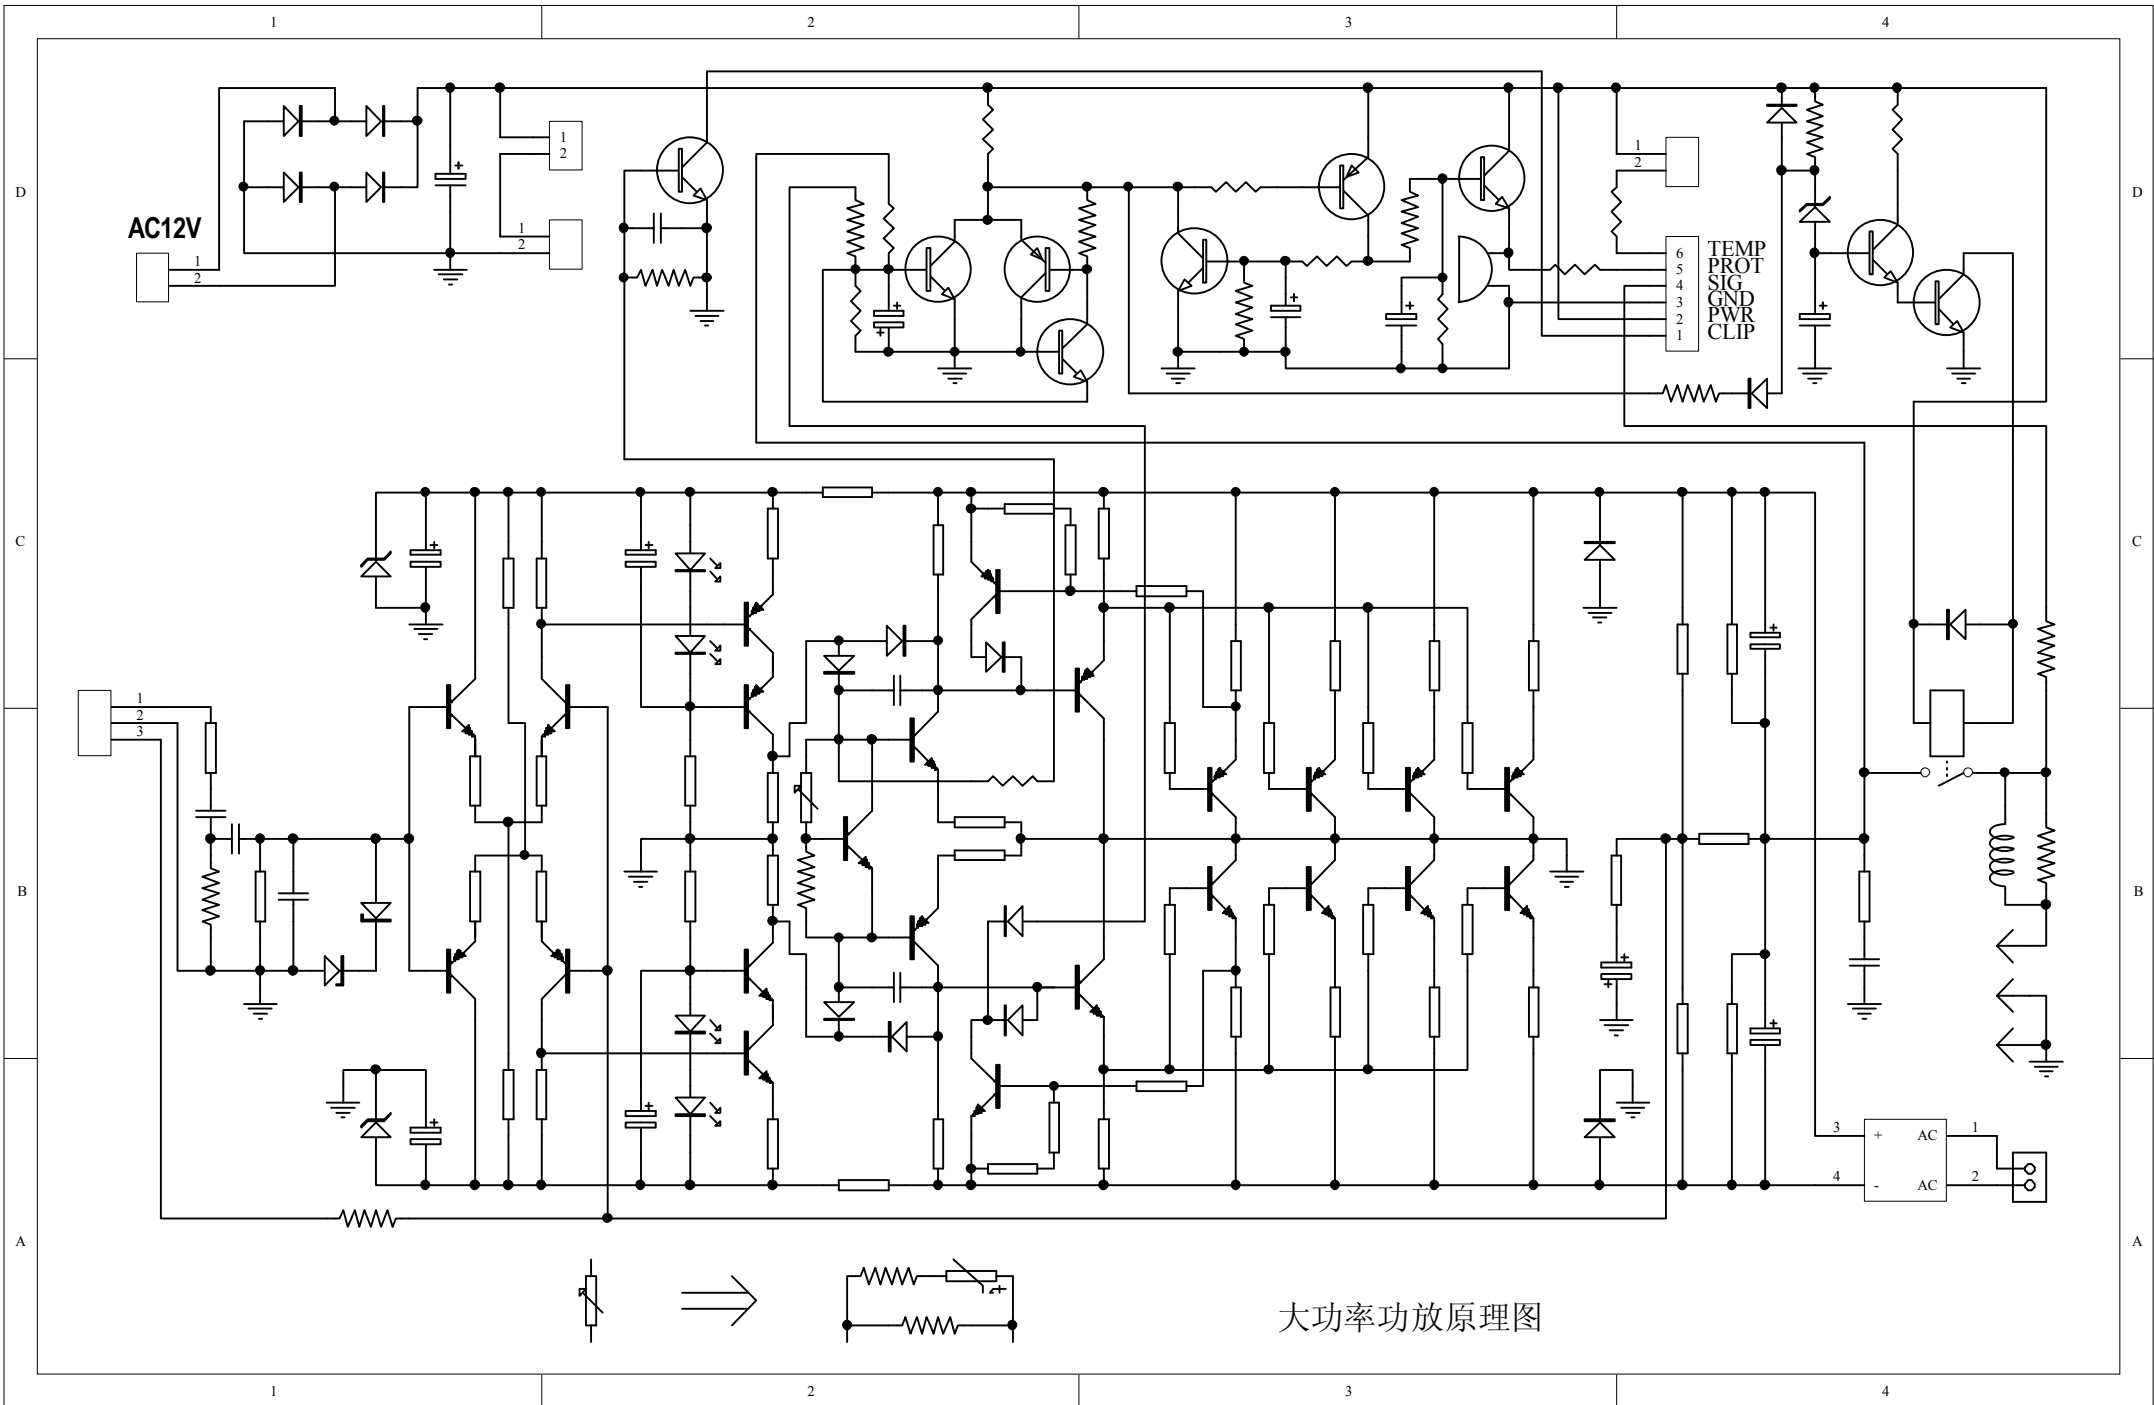 1 2 3 4
D D
C C
B B
A A
1 2 3 4
AC12V
1
2
1
2
1
2
1
2
6 TEMP
5 PROT
4 SIG
3 GND
2 PWR
1 CLIP
1
2
3
3 + AC 1
4 - AC 2
大功率功放原理图